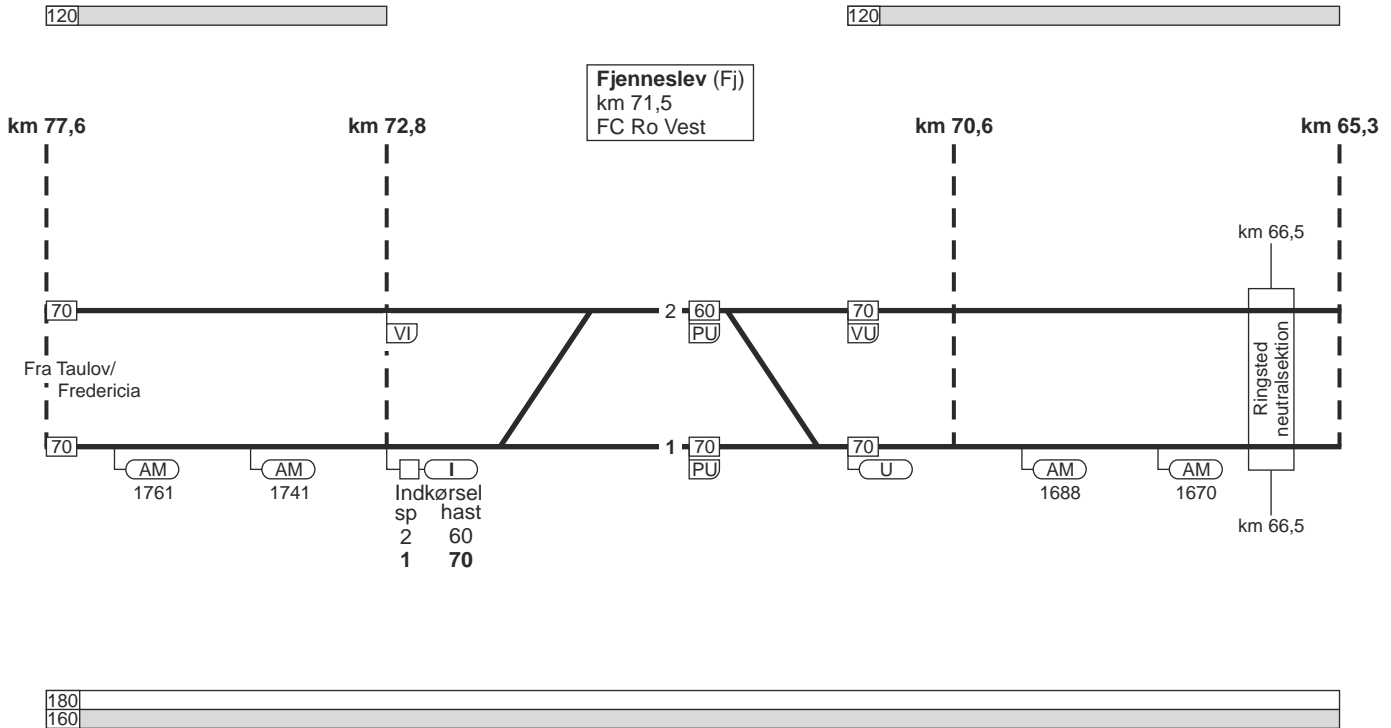 120
120
Fjenneslev (Fj)
km 71,5
FC Ro Vest
km 77,6
km 72,8
km 70,6
km 65,3
km 66,5
70
2
60
70
VI
PU
VU
Fra Taulov/
Fredericia
Ringsted
neutralsektion
70
1
70
70
AM
1761
AM
1741
I
Indkørsel
sp hast
2 60
1 70
PU
U
AM
1688
AM
1670
km 66,5
180
160